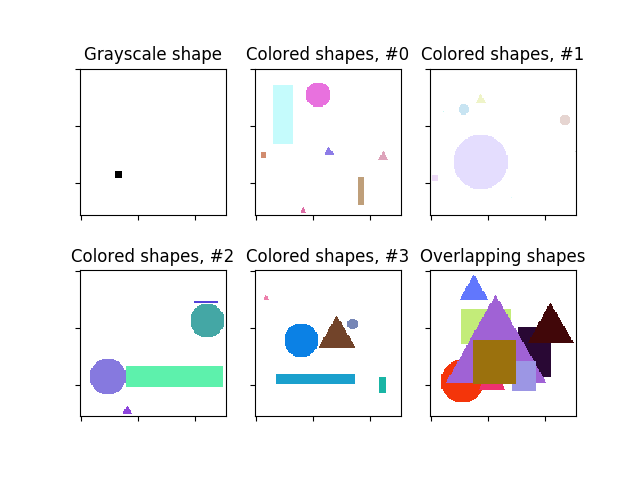 Grayscale shape
Colored shapes, #0
Colored shapes, #1
Colored shapes, #2
Colored shapes, #3
Overlapping shapes